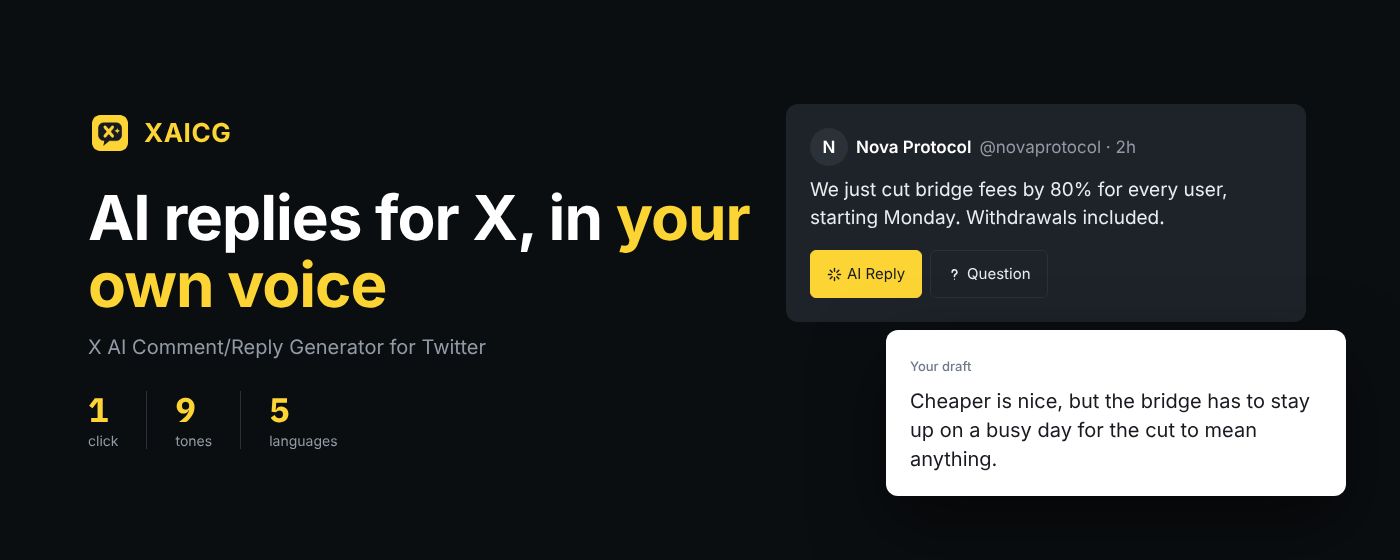 XAICG
AI replies for X, in your
own voice
X AI Comment/Reply Generator for Twitter
1
click
9
tones
5
languages
N
Nova Protocol @novaprotocol · 2h
We just cut bridge fees by 80% for every user,
starting Monday. Withdrawals included.
AI Reply
? Question
Your draft
Cheaper is nice, but the bridge has to stay
up on a busy day for the cut to mean
anything.